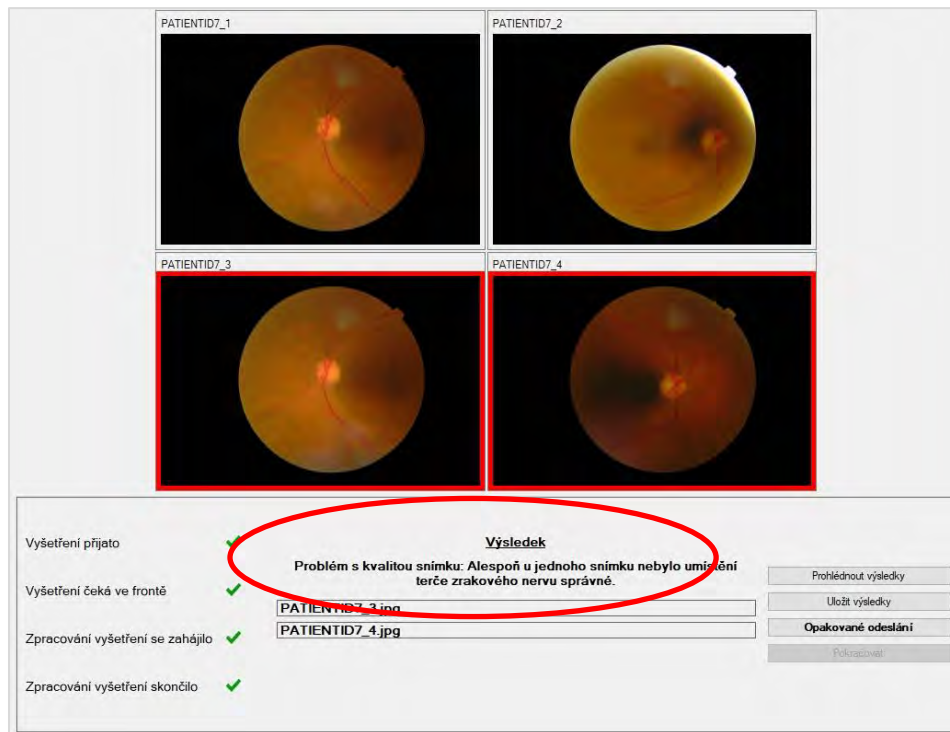 PATIENTID7_1
PATIENTID7_2
PATIENTID7_3
PATIENTID7_4
Vyšetření přijato
Vyšetření čeká ve frontě
Zpracování vyšetření se zahájilo
Zpracování vyšetření skončilo
Výsledek
Problém s kvalitou snímku: Alespoň u jednoho snímku nebylo umístění
terče zrakového nervu správné.
PATIENTID7_3.jpg
PATIENTID7_4.jpg
Prohlédnout výsledky
Uložit výsledky
Opakované odeslání
Pokračovat